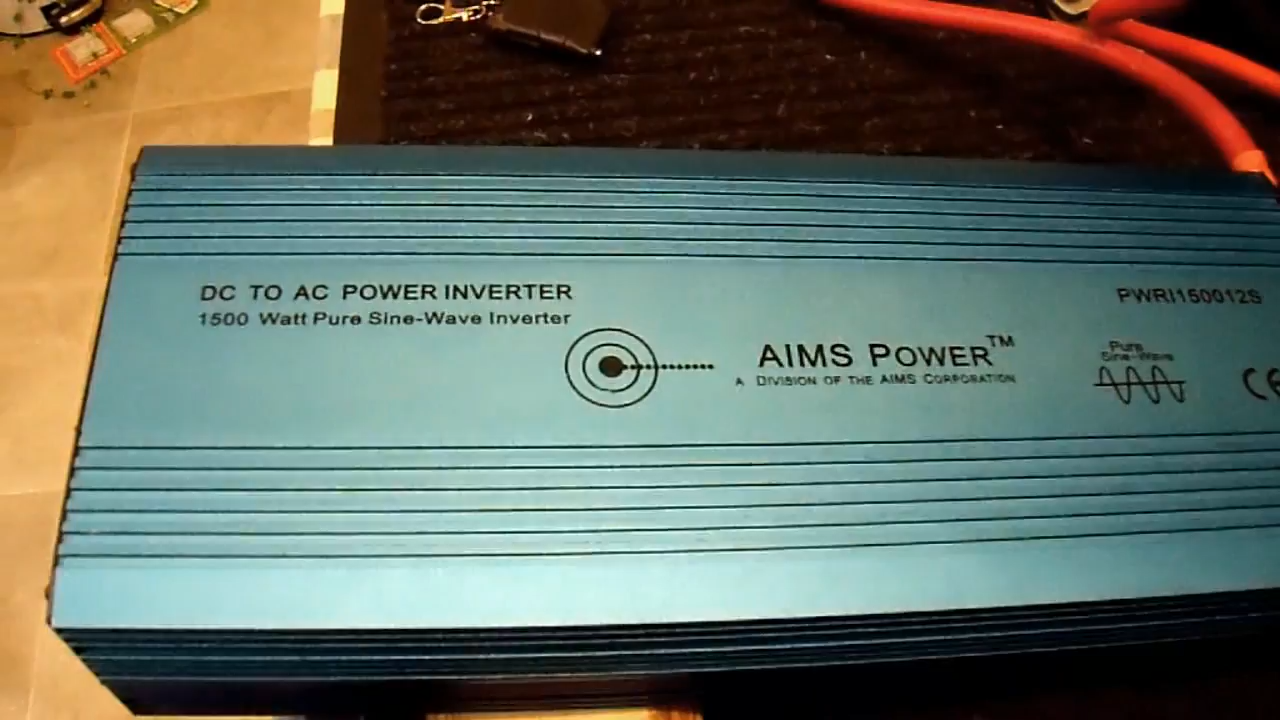 DC TO AC POWER INVERTER
1500 Watt Pure Sine-Wave Inverter
PWRI150012S
AIMS POWER™
A DIVISION OF THE AIMS CORPORATION
Pure
Sine-Wave
CE